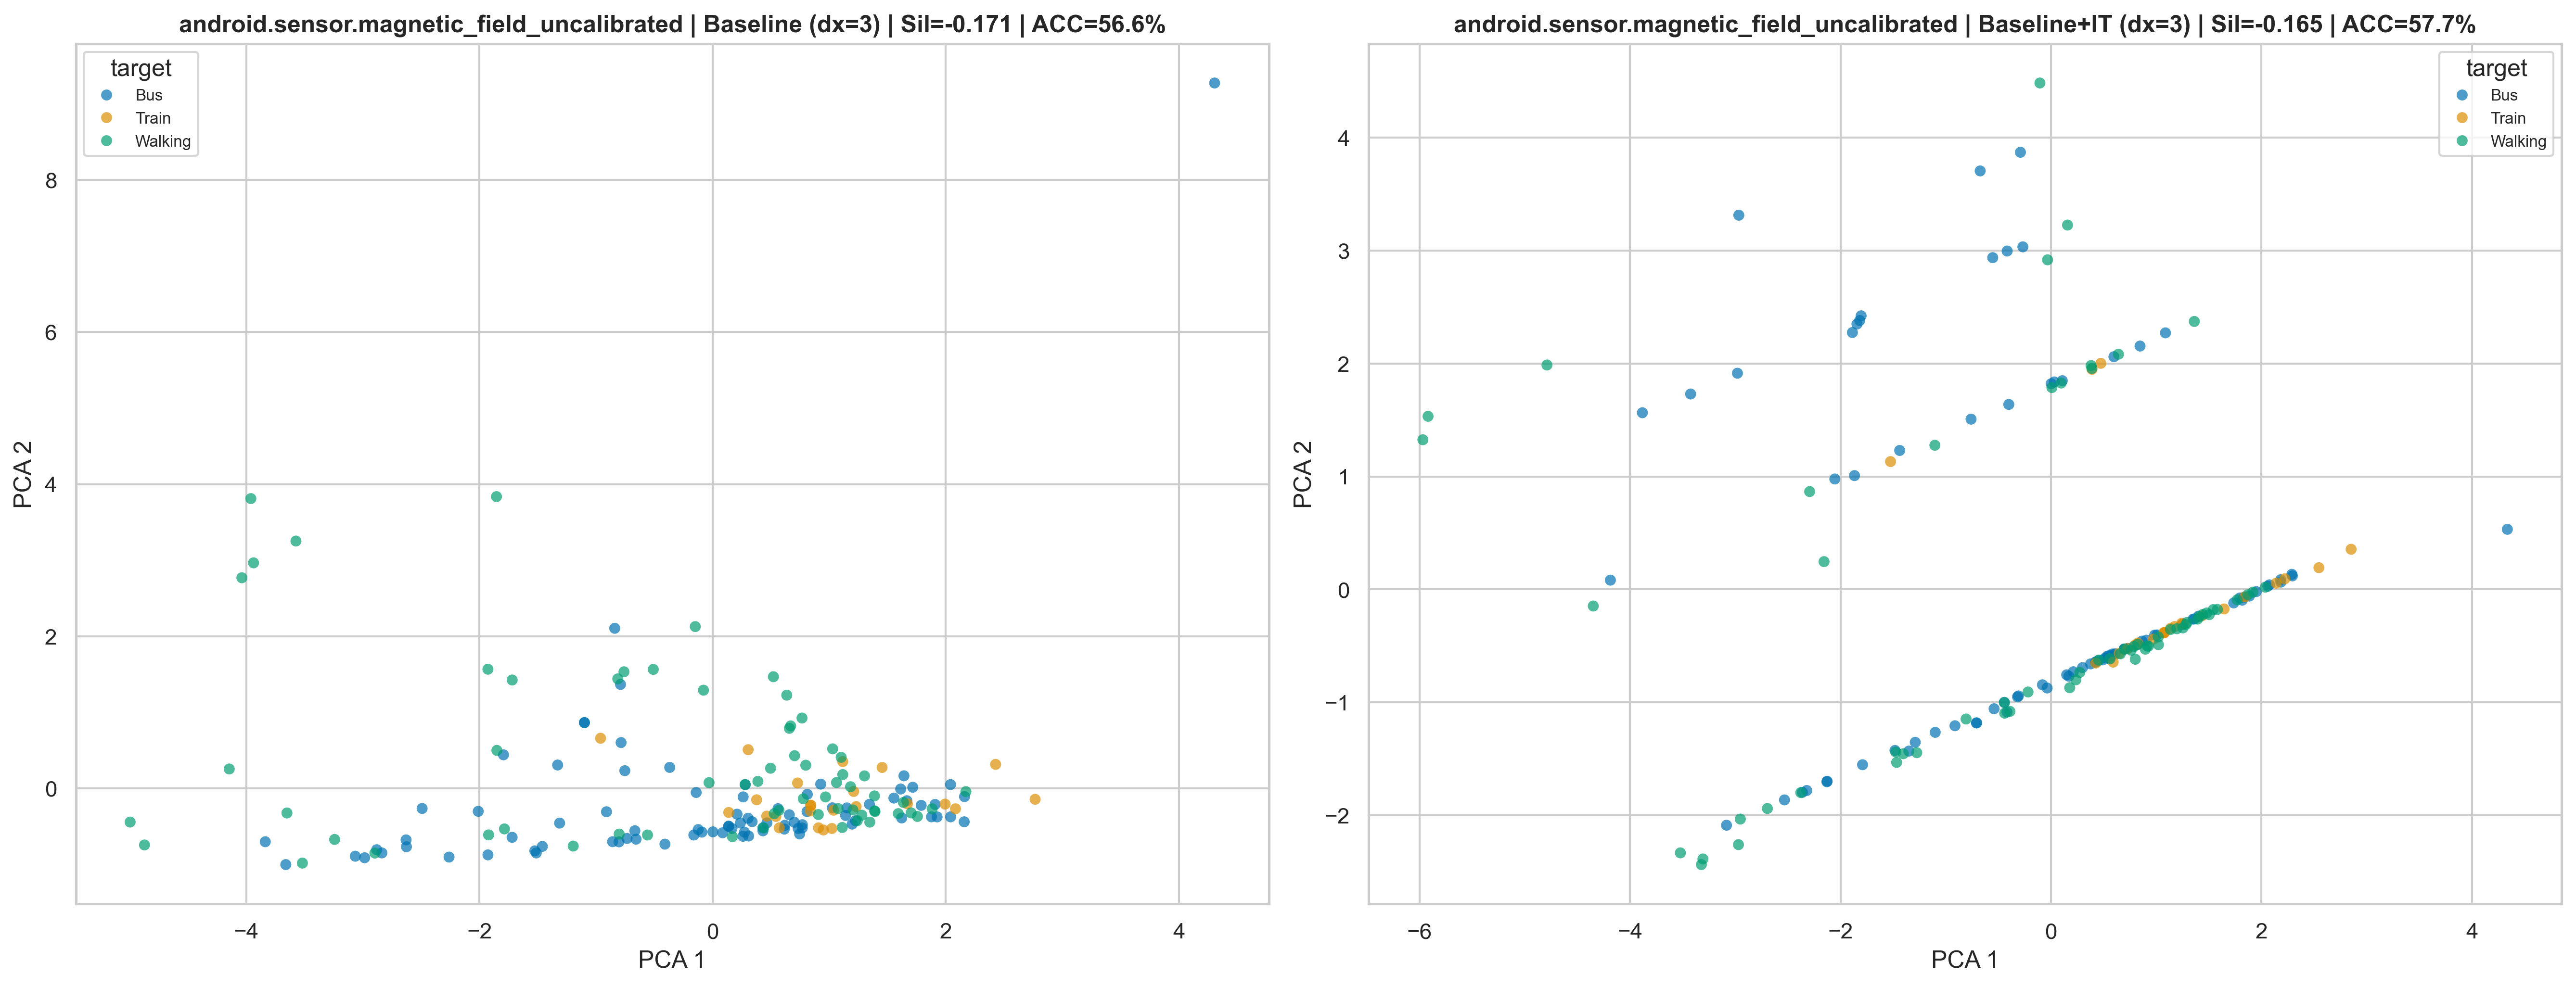 android.sensor.magnetic_field_uncalibrated | Baseline (dx=3) | Sil=-0.171 | ACC=56.6%
target
Bus
Train
Walking
8
6
4
2
0
PCA 2
−4
−2
0
2
4
PCA 1
android.sensor.magnetic_field_uncalibrated | Baseline+IT (dx=3) | Sil=-0.165 | ACC=57.7%
target
Bus
Train
Walking
4
3
2
1
0
−1
−2
PCA 2
−6
−4
−2
0
2
4
PCA 1